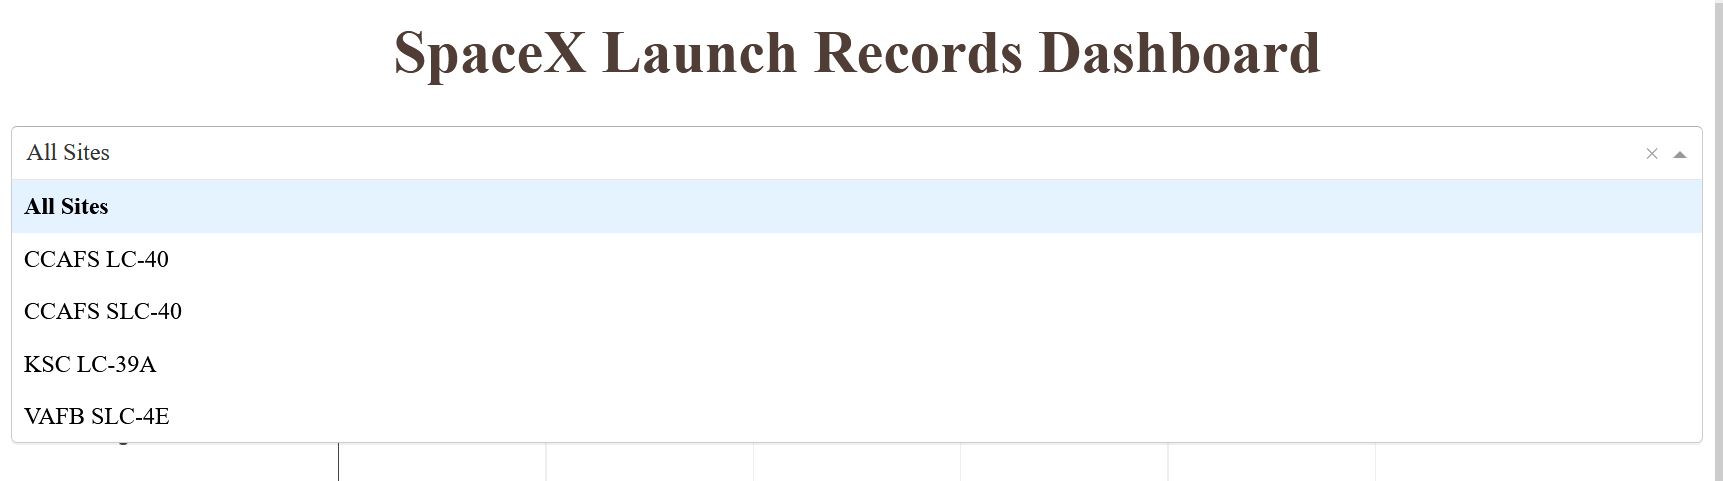 SpaceX Launch Records Dashboard
All Sites
All Sites
CCAFS LC-40
CCAFS SLC-40
KSC LC-39A
VAFB SLC-4E